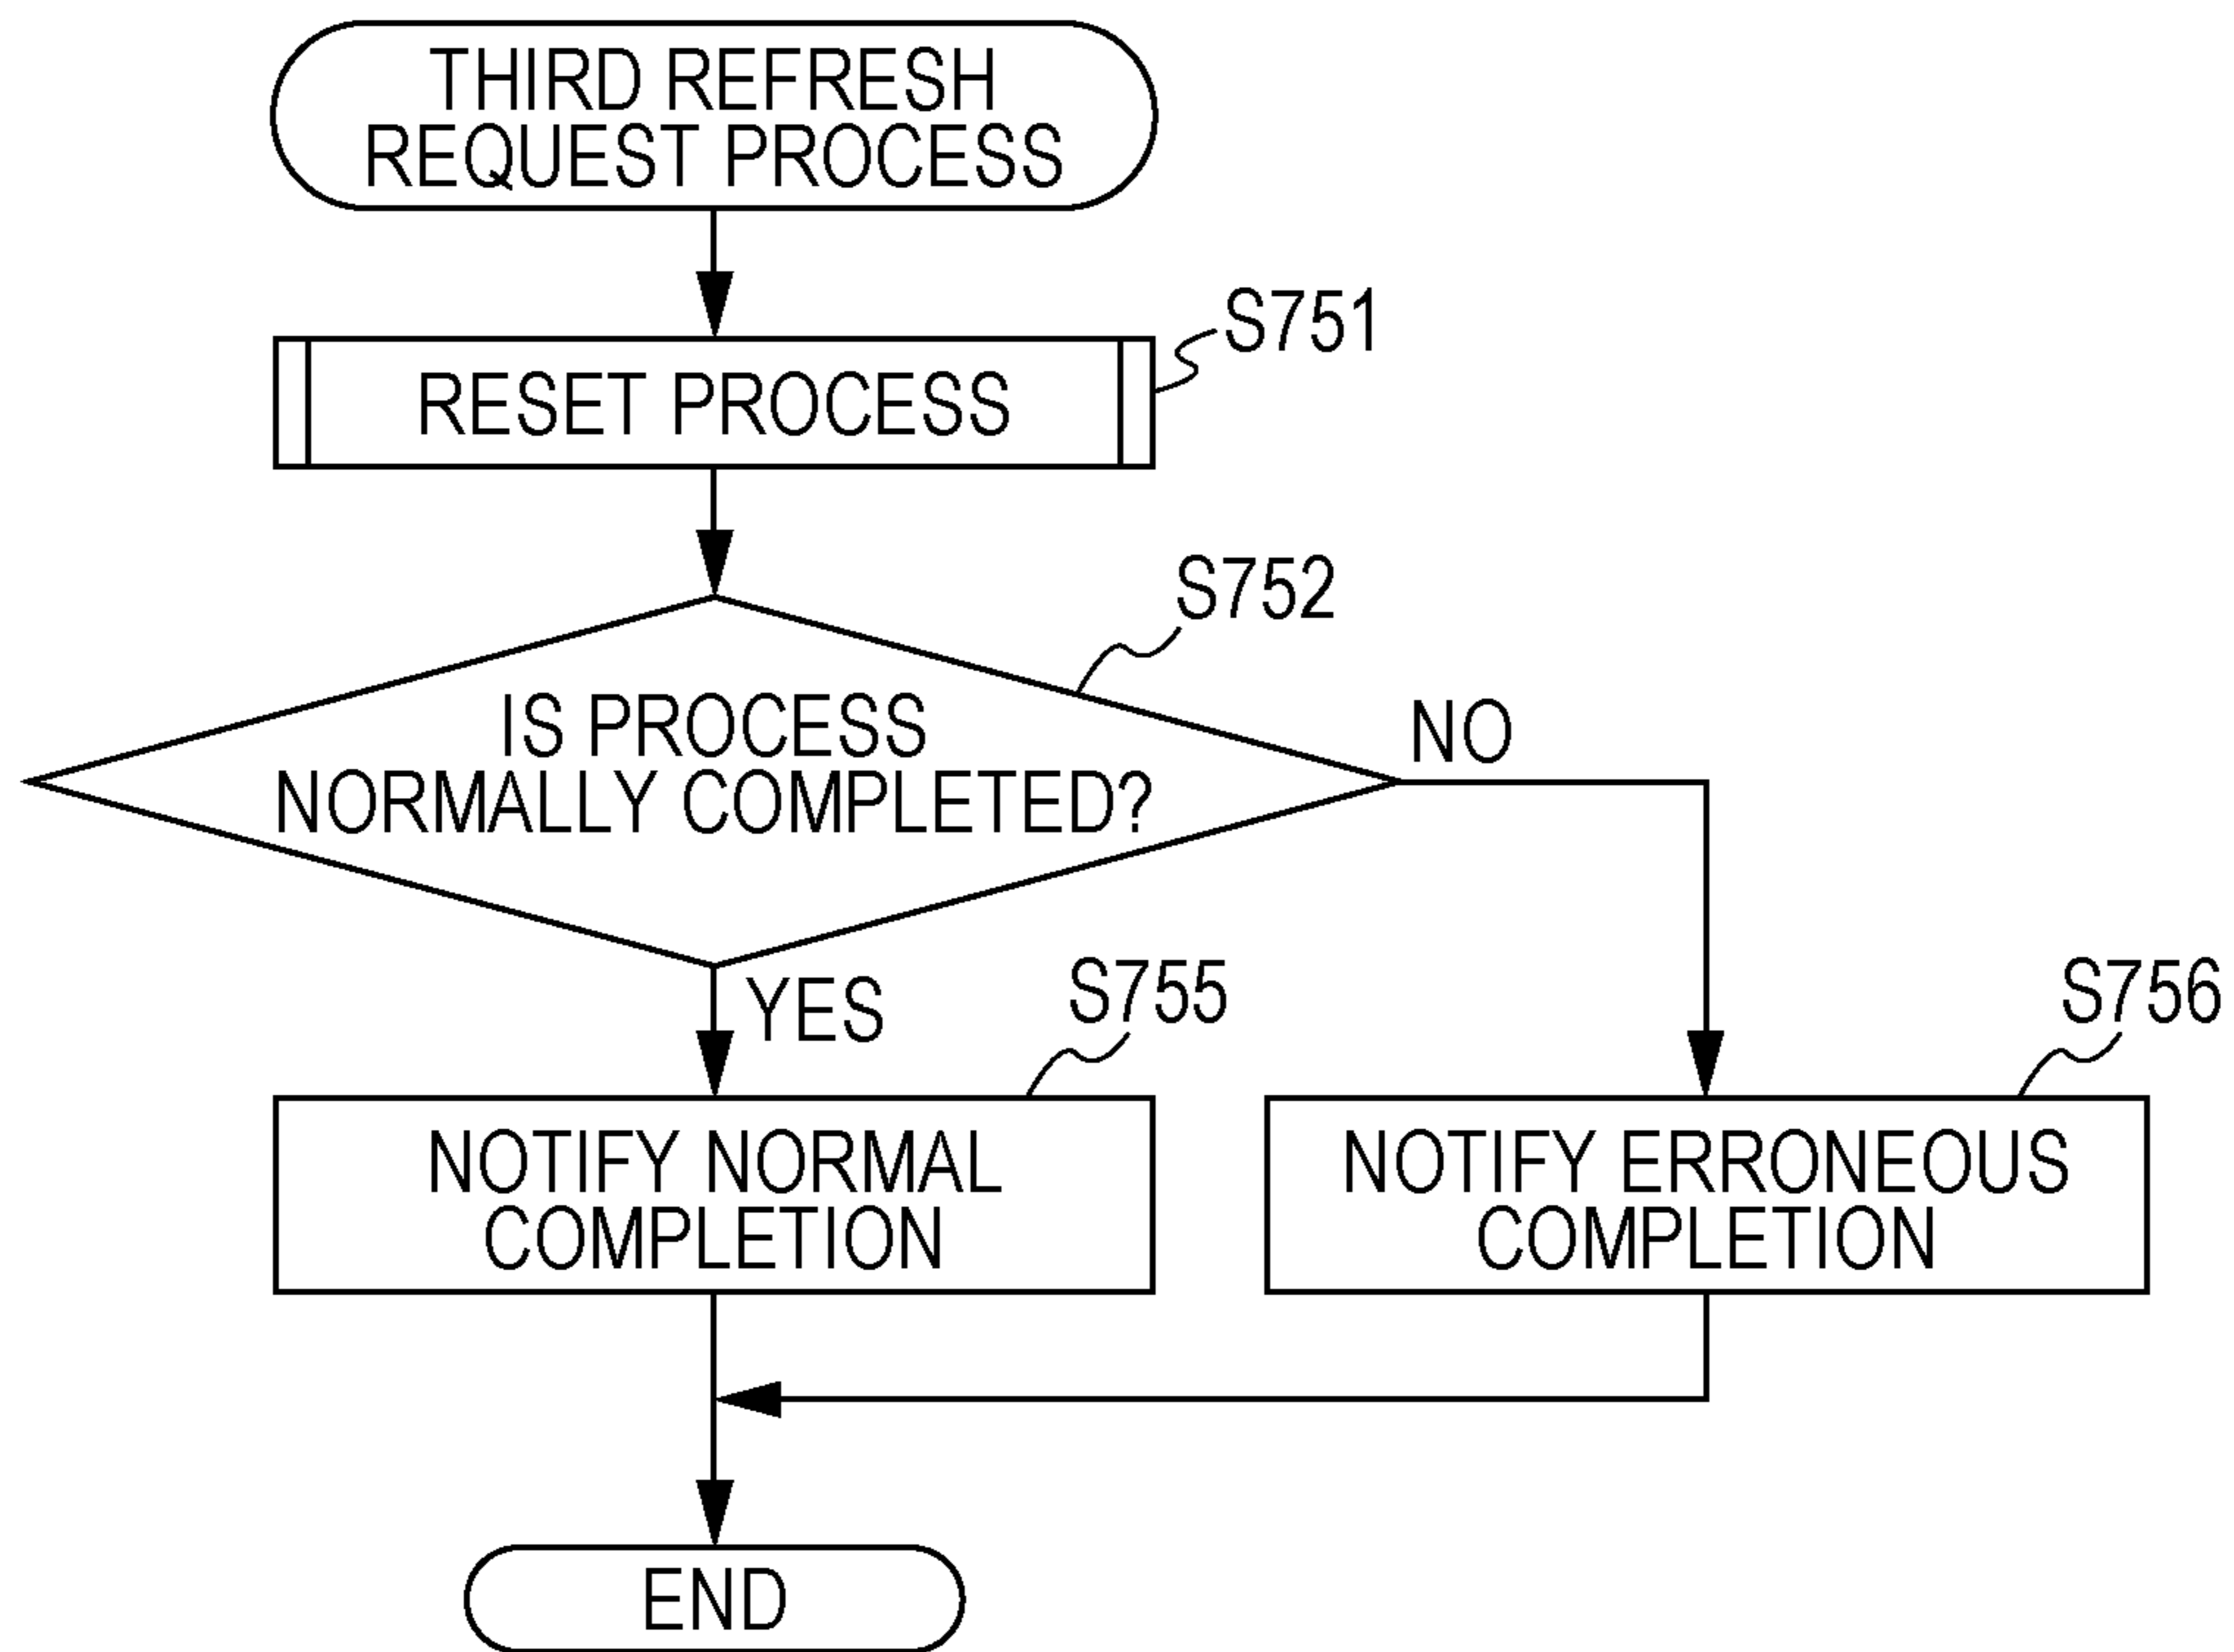 THIRD REFRESH
REQUEST PROCESS
S751
RESET PROCESS
S752
IS PROCESS
NORMALLY COMPLETED?
NO
YES
S755
S756
NOTIFY NORMAL
COMPLETION
NOTIFY ERRONEOUS
COMPLETION
END